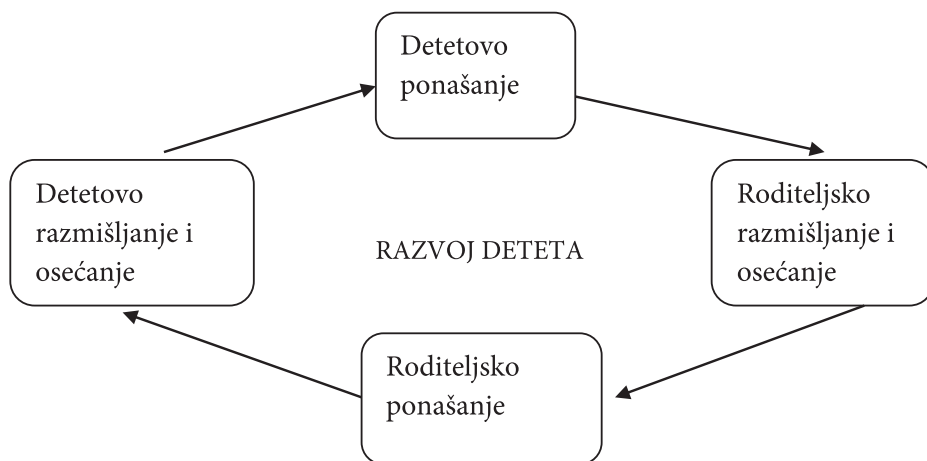 Detetovo
ponašanje
Detetovo
razmišljanje i
osećanje
RAZVOJ DETETA
Roditeljsko
razmišljanje i
osećanje
Roditeljsko
ponašanje